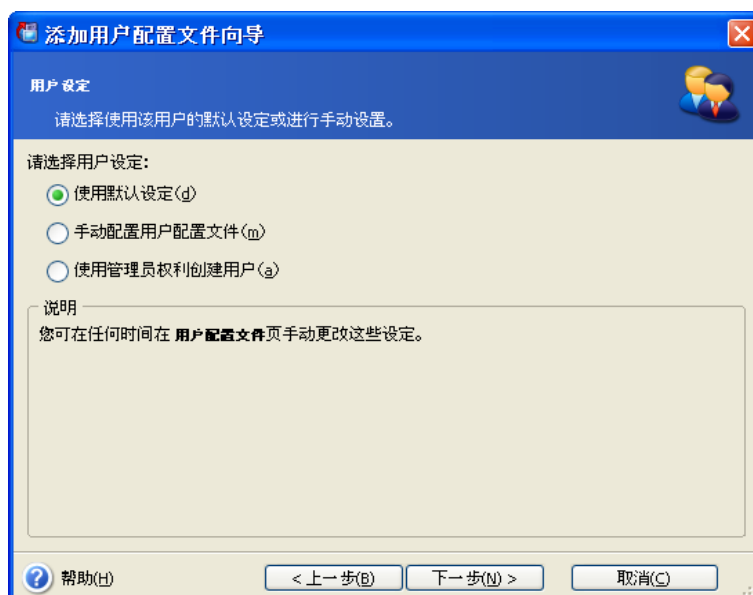 添加用户配置文件向导
用户设定
请选择使用该用户的默认设定或进行手动设置。
请选择用户设定:
使用默认设定(d)
手动配置用户配置文件(m)
使用管理员权利创建用户(a)
说明
您可在任何时间在 用户配置文件页手动更改这些设定。
帮助(H) < 上一步(B) 下一步(N) > 取消(C)